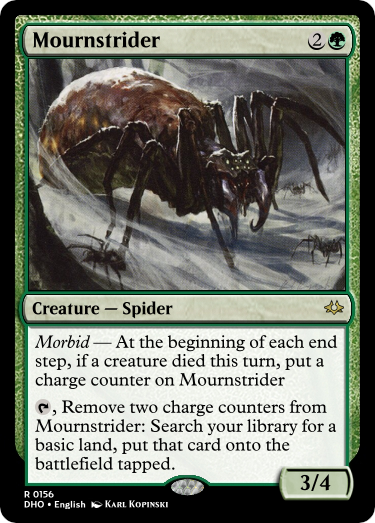 Mournstrider 2
Creature — Spider
Morbid — At the beginning of each end
step, if a creature died this turn, put a
charge counter on Mournstrider
, Remove two charge counters from
Mournstrider: Search your library for a
basic land, put that card onto the
battlefield tapped.
3/4
R 0156
DHO • English Karl Kopinski